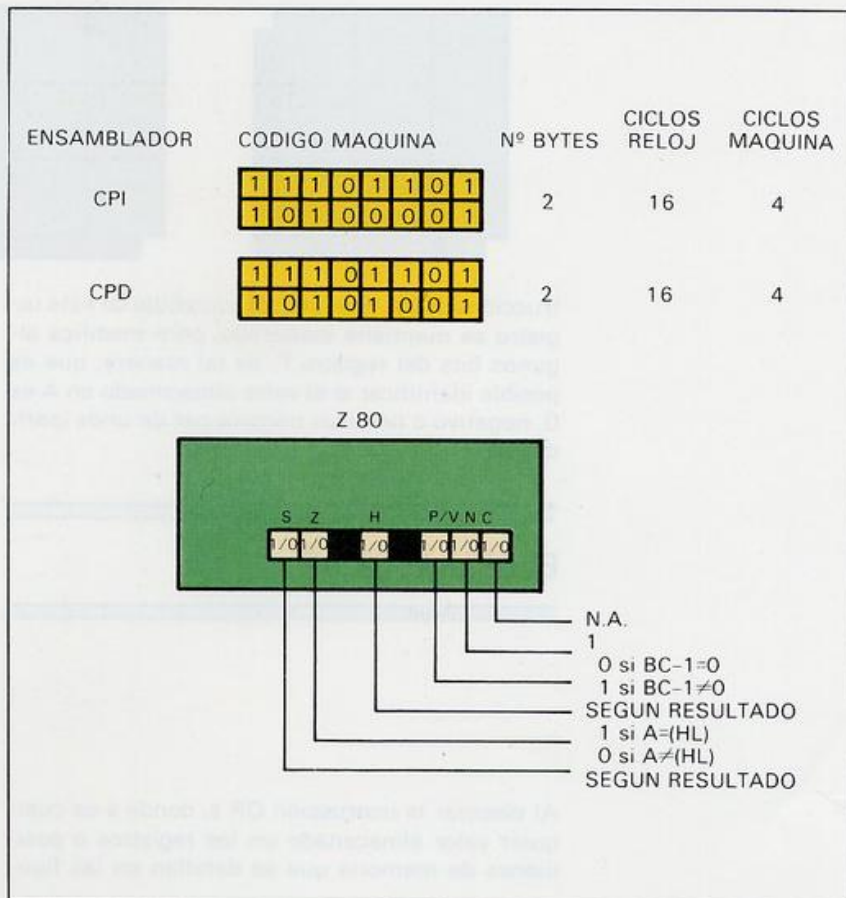 CICLOS CICLOS
ENSAMBLADOR CODIGO MAQUINA Nº BYTES RELOJ MAQUINA
1 1 1 0 1 1 0 1
CPI 2 16 4
1 0 1 0 0 0 0 1
1 1 1 0 1 1 0 1
CPD 2 16 4
1 0 1 0 1 0 0 1
Z 80
S Z H P/V N C
1/0 1/0 1/0 1/0 1/0 1/0
N.A.
1
0 si BC-1=0
1 si BC-1≠0
SEGUN RESULTADO
1 si A=(HL)
0 si A≠(HL)
SEGUN RESULTADO